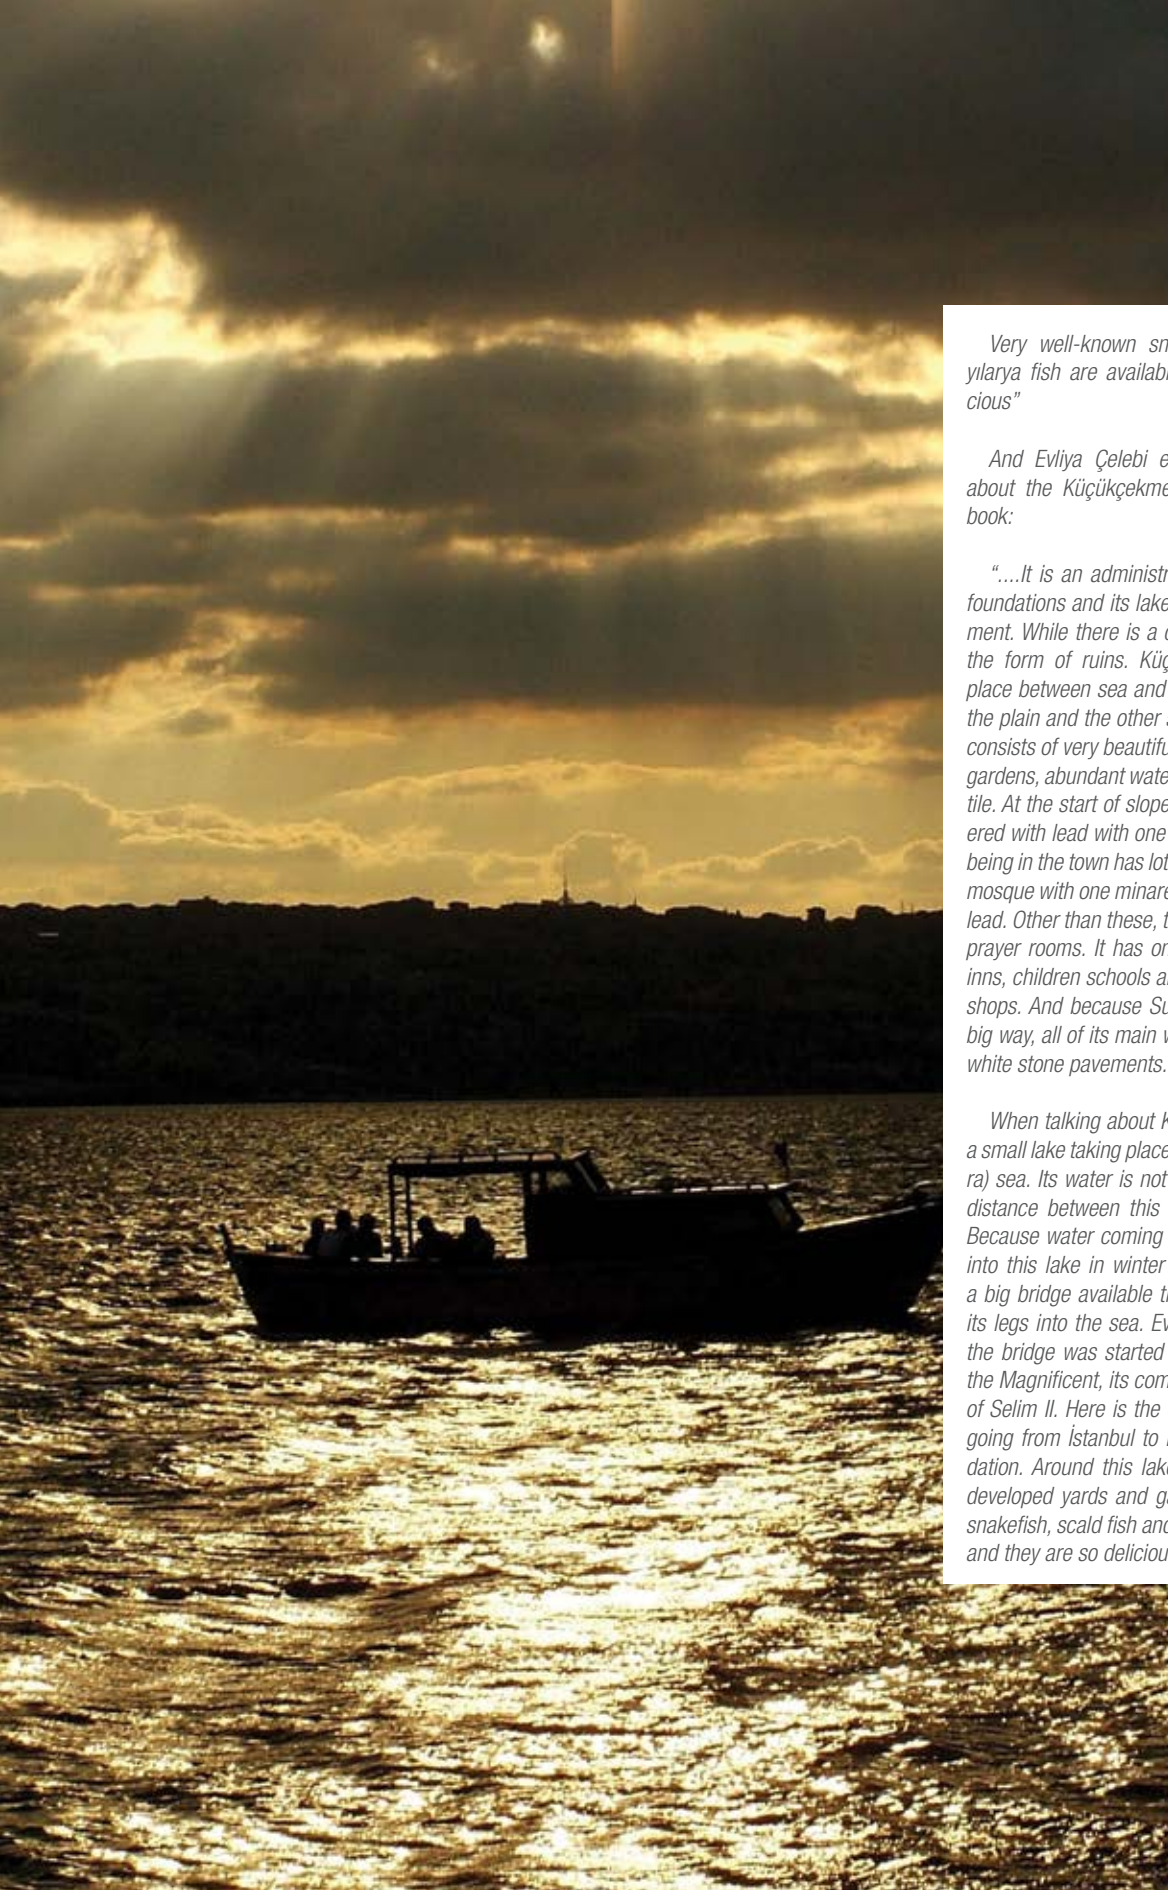 Very well-known sn
yılarya fish are availabl
cious”
And Evliya Çelebi e
about the Küçükçekme
book:
“....It is an administr
foundations and its lake
ment. While there is a c
the form of ruins. Küç
place between sea and
the plain and the other s
consists of very beautifu
gardens, abundant wate
tile. At the start of slope
ered with lead with one
being in the town has lot
mosque with one minare
lead. Other than these, t
prayer rooms. It has on
inns, children schools a
shops. And because Su
big way, all of its main w
white stone pavements.
When talking about K
a small lake taking place
ra) sea. Its water is not
distance between this
Because water coming
into this lake in winter
a big bridge available th
its legs into the sea. Ev
the bridge was started
the Magnificent, its com
of Selim II. Here is the
going from İstanbul to
dation. Around this lake
developed yards and ga
snakefish, scald fish and
and they are so deliciou